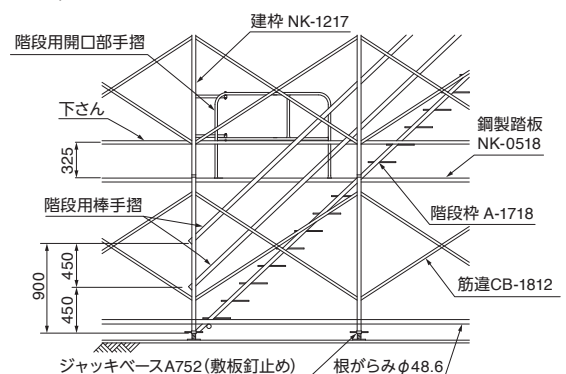 建枠 NK-1217
階段用開口部手摺
下さん
鋼製踏板
NK-0518
325
階段用棒手摺
階段枠 A-1718
900
450
450
筋違CB-1812
ジャッキベースA752(敷板釘止め)
根がらみφ48.6